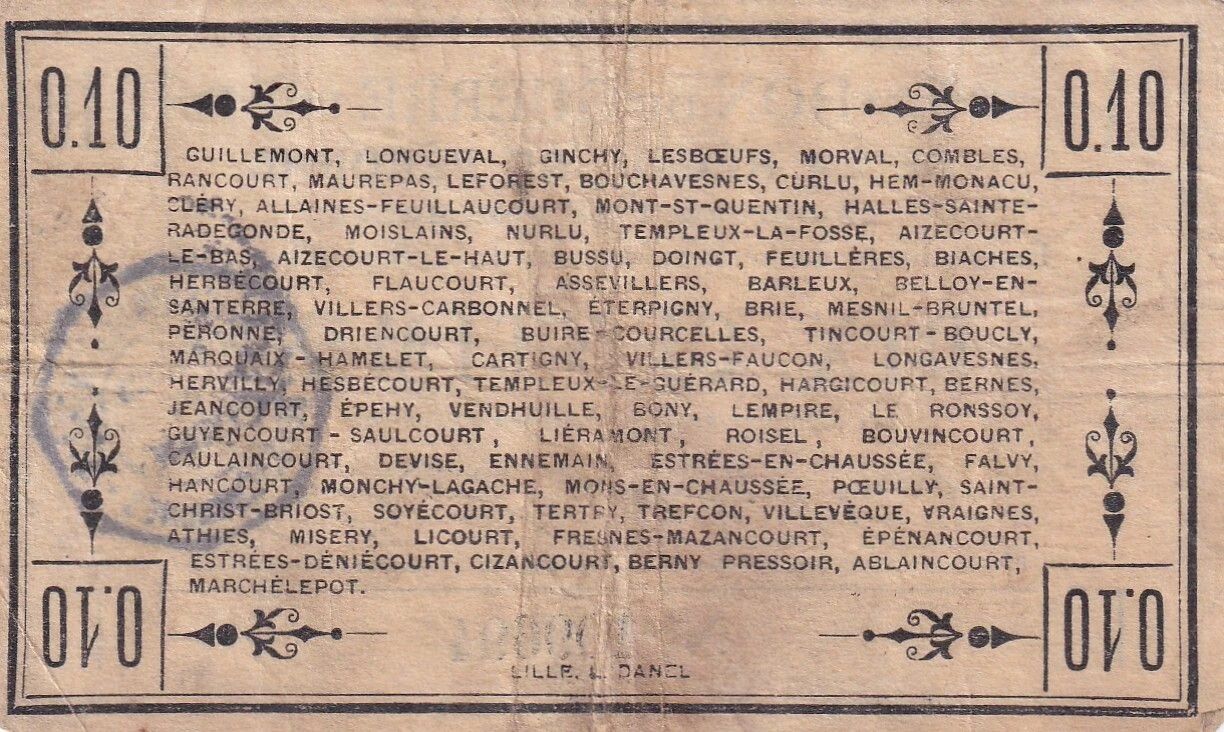 0.10
0.10
GUILLEMONT, LONGUEVAL, GINCHY, LESBŒUFS, MORVAL, COMBLES,
RANCOURT, MAUREPAS, LEFOREST, BOUCHAVESNES, CURLU, HEM-MONACU,
CLÉRY, ALLAINES-FEUILLAUCOURT, MONT-ST-QUENTIN, HALLES-SAINTE-
RADEGONDE, MOISLAINS, NURLU, TEMPLEUX-LA-FOSSE, AIZECOURT-
LE-BAS, AIZECOURT-LE-HAUT, BUSSU, DOINGT, FEUILLÈRES, BIACHES,
HERBÉCOURT, FLAUCOURT, ASSEVILLERS, BARLEUX, BELLOY-EN-
SANTERRE, VILLERS-CARBONNEL, ÉTERPIGNY, BRIE, MESNIL-BRUNTEL,
PÉRONNE, DRIENCOURT, BUIRE-COURCELLES, TINCOURT-BOUCLY,
MARQUAIX-HAMELET, CARTIGNY, VILLERS-FAUCON, LONGAVESNES,
HERVILLY, HESBÉCOURT, TEMPLEUX-LE-GUÉRARD, HARGICOURT, BERNES,
JEANCOURT, ÉPEHY, VENDHUILLE, BONY, LEMPIRE, LE RONSSOY,
GUYENCOURT-SAULCOURT, LIÉRAMONT, ROISEL, BOUVINCOURT,
CAULAINCOURT, DEVISE, ENNEMAIN, ESTRÉES-EN-CHAUSSÉE, FALVY,
HANCOURT, MONCHY-LAGACHE, MONS-EN-CHAUSSÉE, PŒUILLY, SAINT-
CHRIST-BRIOST, SOYÉCOURT, TERTRY, TREFCON, VILLEVÊQUE, VRAIGNES,
ATHIES, MISERY, LICOURT, FRESNES-MAZANCOURT, ÉPÉNANCOURT,
ESTRÉES-DÉNIÉCOURT, CIZANCOURT, BERNY PRESSOIR, ABLAINCOURT,
MARCHÉLEPOT.
0.10
0.10
LILLE, L. DANEL